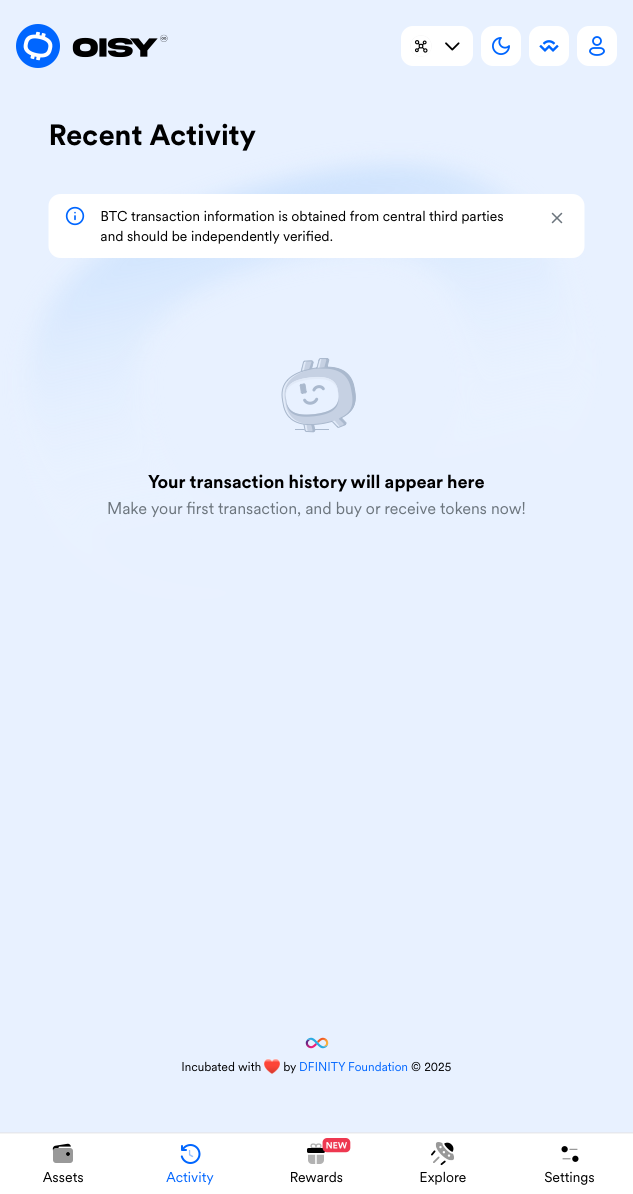 OISY
Recent Activity
BTC transaction information is obtained from central third parties
and should be independently verified.
Your transaction history will appear here
Make your first transaction, and buy or receive tokens now!
Incubated with ❤️ by DFINITY Foundation © 2025
NEW
Assets
Activity
Rewards
Explore
Settings